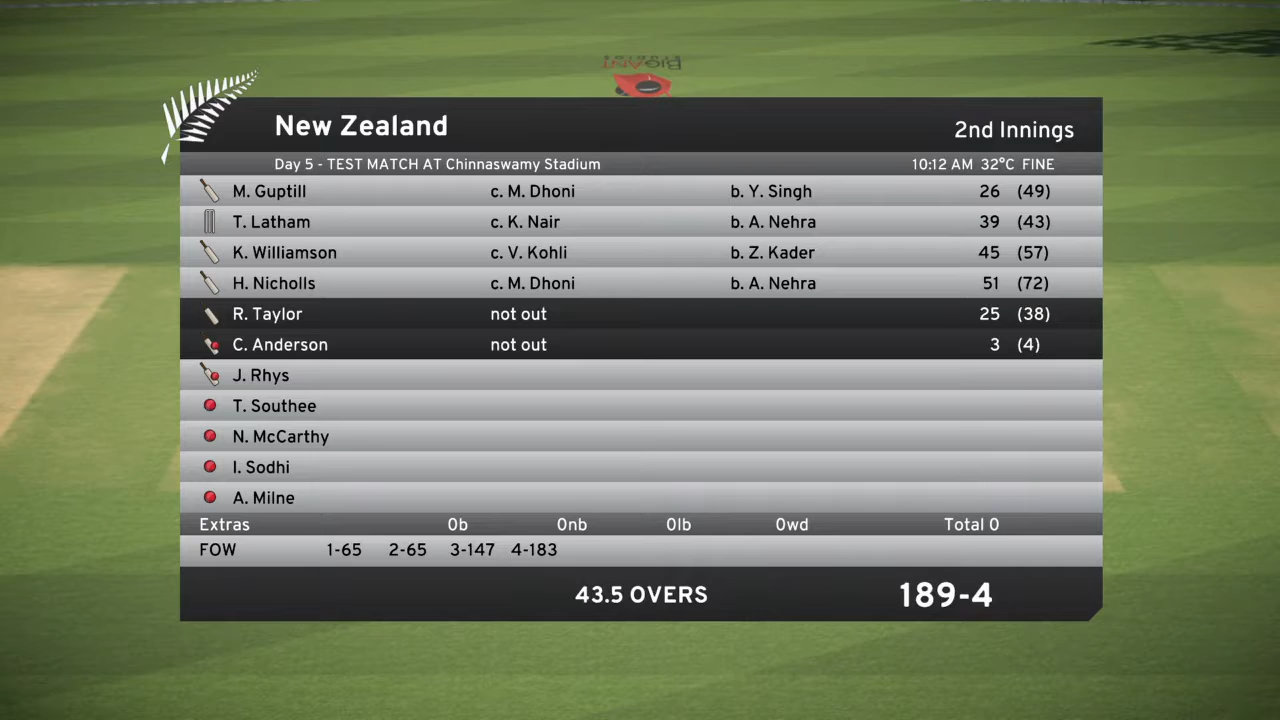 BIGANT
New Zealand
2nd Innings
Day 5 - TEST MATCH AT Chinnaswamy Stadium 10:12 AM 32°C FINE
M. Guptill c. M. Dhoni b. Y. Singh 26 (49)
T. Latham c. K. Nair b. A. Nehra 39 (43)
K. Williamson c. V. Kohli b. Z. Kader 45 (57)
H. Nicholls c. M. Dhoni b. A. Nehra 51 (72)
R. Taylor not out 25 (38)
C. Anderson not out 3 (4)
J. Rhys
T. Southee
N. McCarthy
I. Sodhi
A. Milne
Extras 0b 0nb 0lb 0wd Total 0
FOW 1-65 2-65 3-147 4-183
43.5 OVERS 189-4